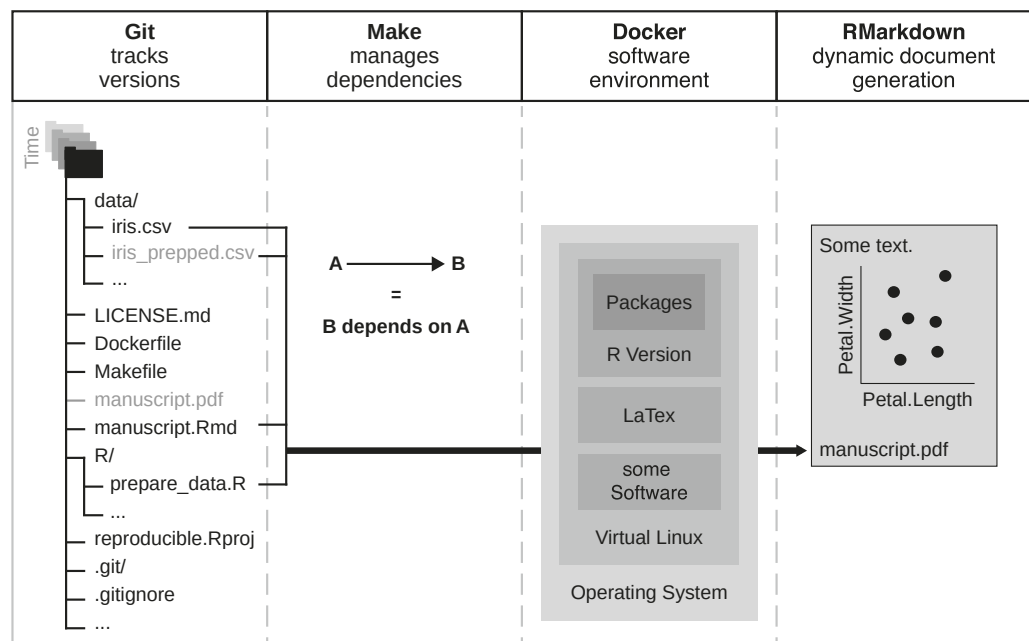 Git
tracks
versions
Make
manages
dependencies
Docker
software
environment
RMarkdown
dynamic document
generation
Time
data/
iris.csv
iris_prepped.csv
...
LICENSE.md
Dockerfile
Makefile
manuscript.pdf
manuscript.Rmd
R/
prepare_data.R
...
reproducible.Rproj
.git/
.gitignore
...
A B
=
B depends on A
Packages
R Version
LaTex
some
Software
Virtual Linux
Operating System
Some text.
Petal.Width
Petal.Length
manuscript.pdf